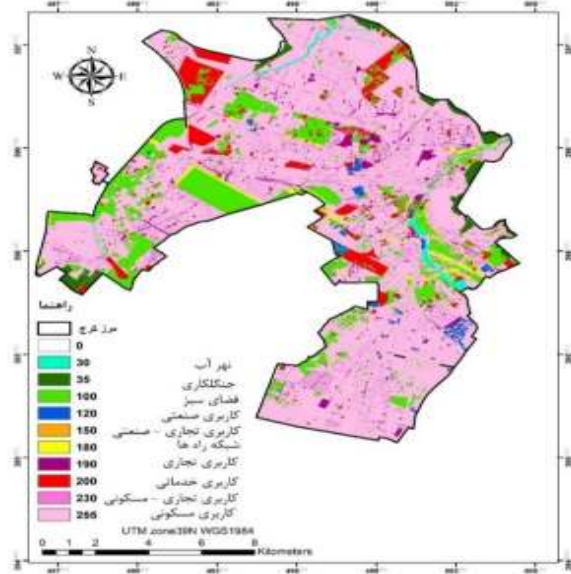 N
W E
S
راهنما
مرز کرج
0
30 نهر آب
35 جنگلکاری
100 فضای سبز
120 کاربری صنعتی
150 کاربری تجاری - صنعتی
180 شبکه راه ها
190 کاربری تجاری
200 کاربری خدماتی
230 کاربری تجاری - مسکونی
255 کاربری مسکونی
UTM zone39N WGS1984
0 1 2 4 6 8
Kilometers